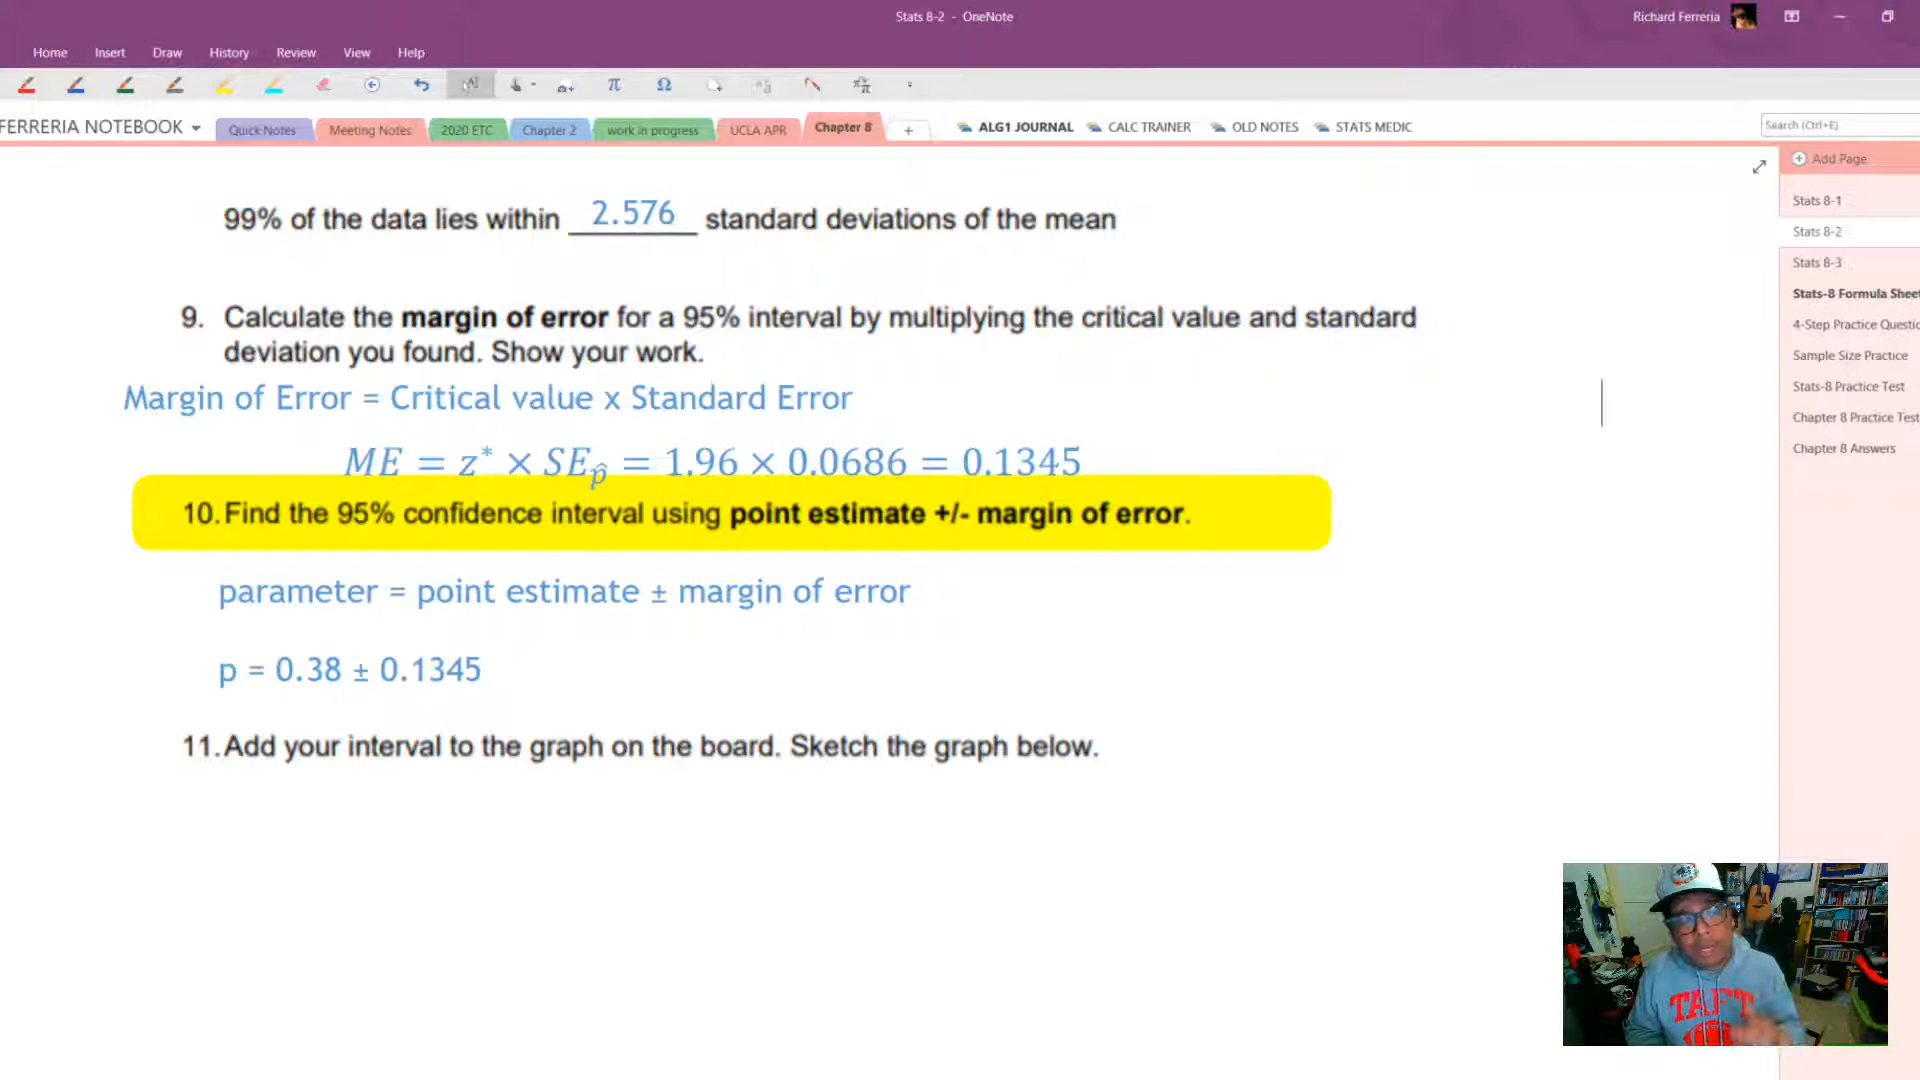 Stats 8-2 - OneNote
Richard Ferreria
Home Insert Draw History Review View Help
FERRERIA NOTEBOOK
Quick Notes Meeting Notes 2020 ETC Chapter 2 work in progress UCLA APR Chapter 8 +
ALG1 JOURNAL CALC TRAINER OLD NOTES STATS MEDIC
Search (Ctrl+E)
Add Page
Stats 8-1
Stats 8-2
Stats 8-3
Stats-8 Formula Sheet
4-Step Practice Questio
Sample Size Practice
Stats-8 Practice Test
Chapter 8 Practice Test
Chapter 8 Answers
99% of the data lies within 2.576 standard deviations of the mean
9. Calculate the margin of error for a 95% interval by multiplying the critical value and standard
deviation you found. Show your work.
Margin of Error = Critical value x Standard Error
ME = z* × SE_p̂ = 1.96 × 0.0686 = 0.1345
10. Find the 95% confidence interval using point estimate +/- margin of error.
parameter = point estimate ± margin of error
p = 0.38 ± 0.1345
11. Add your interval to the graph on the board. Sketch the graph below.
TAFT